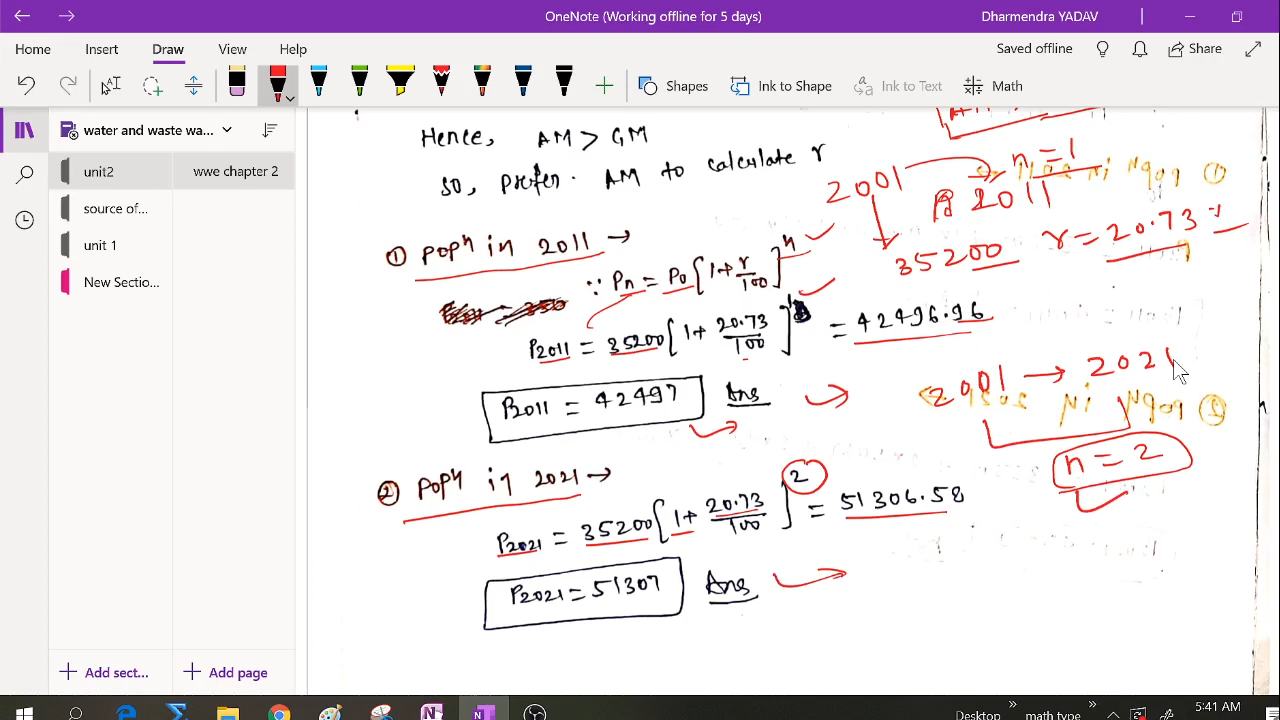 OneNote (Working offline for 5 days)
Dharmendra YADAV
Home Insert Draw View Help
Saved offline
Share
Shapes
Ink to Shape
Ink to Text
Math
water and waste wa...
unit2
wwe chapter 2
source of...
unit 1
New Sectio...
Hence, AM > GM
so, prefer. AM to calculate r
2001
n=1
2011
35200
r = 20.73
① Popⁿ in 2011 →
∵ Pn = P0 [1+ r/100]^n
P2011 = 35200 [1+ 20.73/100]^1 = 42496.96
P2011 = 42497 Ans
2001 → 2021
n = 2
② Popⁿ in 2021 →
P2021 = 35200 [1+ 20.73/100]^2 = 51306.58
P2021 = 51307 Ans
Add sect...
Add page
Desktop
math type
5:41 AM